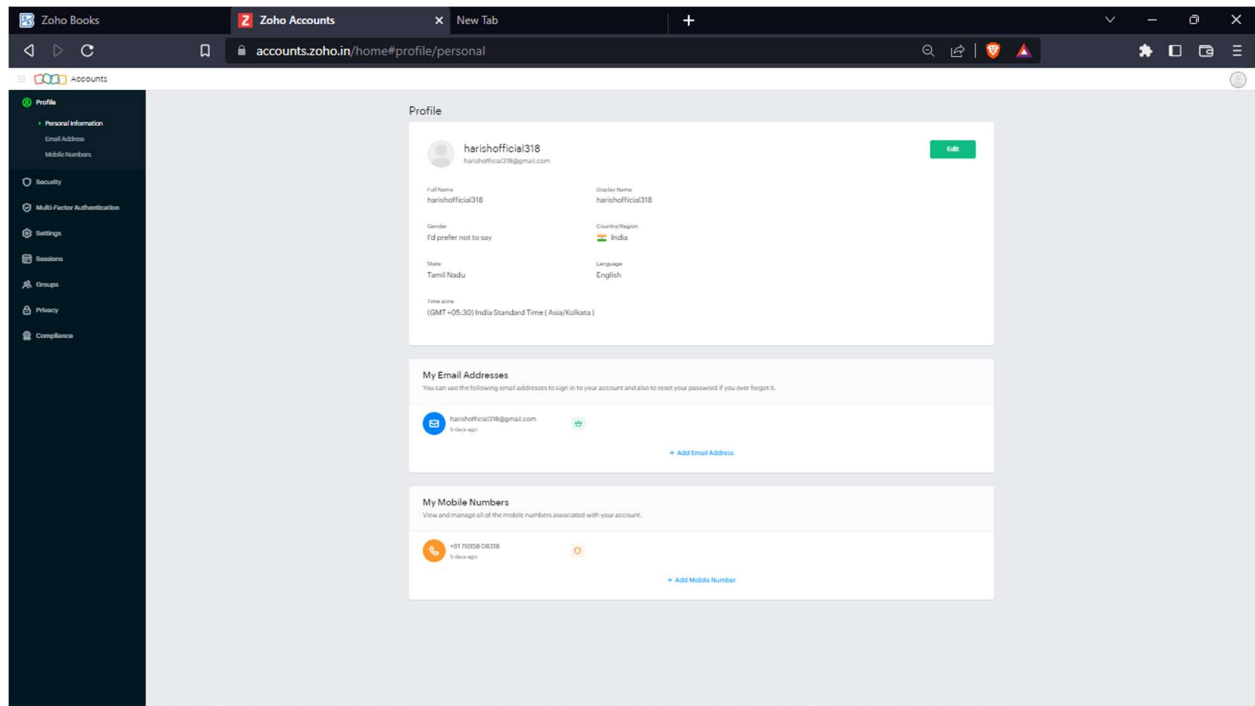 Zoho Books
Zoho Accounts
New Tab
accounts.zoho.in/home#profile/personal
Accounts
Profile
Personal Information
Email Address
Mobile Numbers
Security
Multi-Factor Authentication
Settings
Sessions
Groups
Privacy
Compliance
Profile
harishofficial318
harishofficial318@gmail.com
Edit
Full Name
Display Name
harishofficial318
harishofficial318
Gender
Country/Region
I'd prefer not to say
India
State
Language
Tamil Nadu
English
Time zone
(GMT +05:30) India Standard Time ( Asia/Kolkata )
My Email Addresses
You can use the following email addresses to sign in to your account and also to reset your password if you ever forget it.
harishofficial318@gmail.com
5 days ago
+ Add Email Address
My Mobile Numbers
View and manage all of the mobile numbers associated with your account.
+91 76958 08318
5 days ago
+ Add Mobile Number